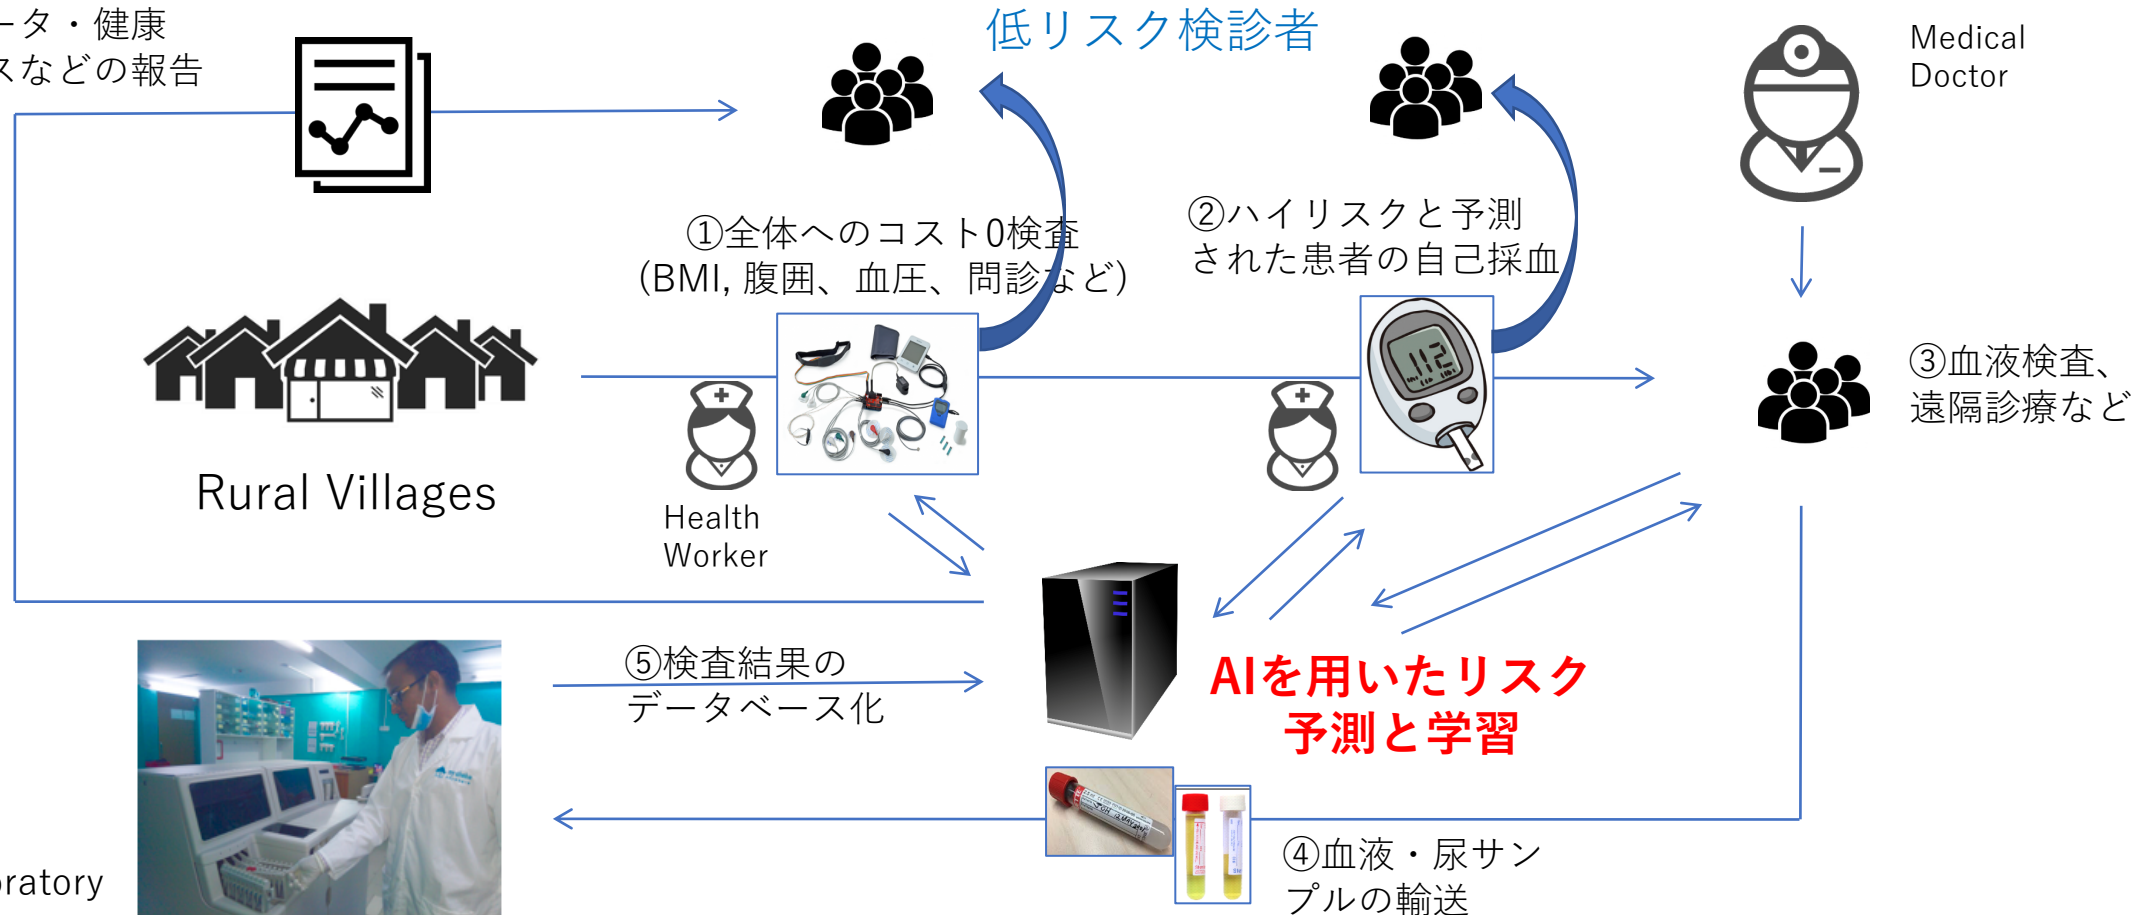 ータ・健康
スなどの報告
低リスク検診者
Medical
Doctor
①全体へのコスト0検査
(BMI, 腹囲、血圧、問診など)
②ハイリスクと予測
された患者の自己採血
112
③血液検査、
遠隔診療など
Rural Villages
Health
Worker
⑤検査結果の
データベース化
AIを用いたリスク
予測と学習
④血液・尿サン
プルの輸送
oratory